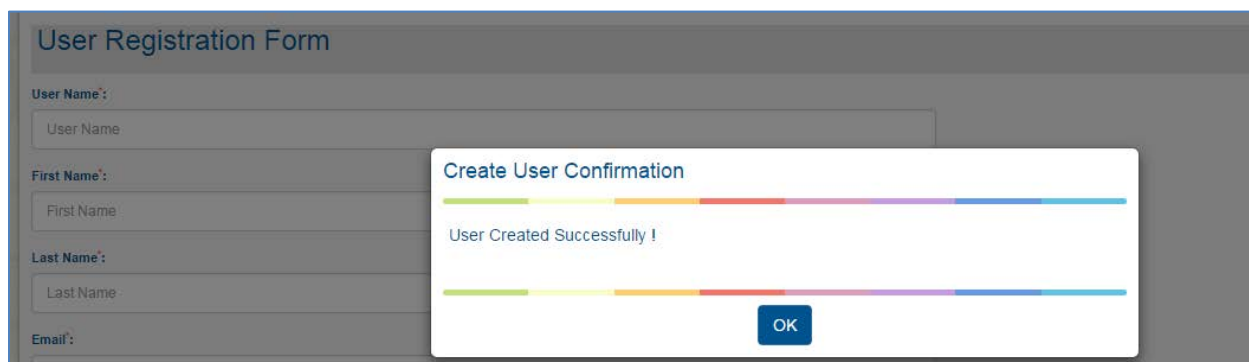 User Registration Form
User Name*:
User Name
First Name*:
First Name
Last Name*:
Last Name
Email*:
Create User Confirmation
User Created Successfully !
OK